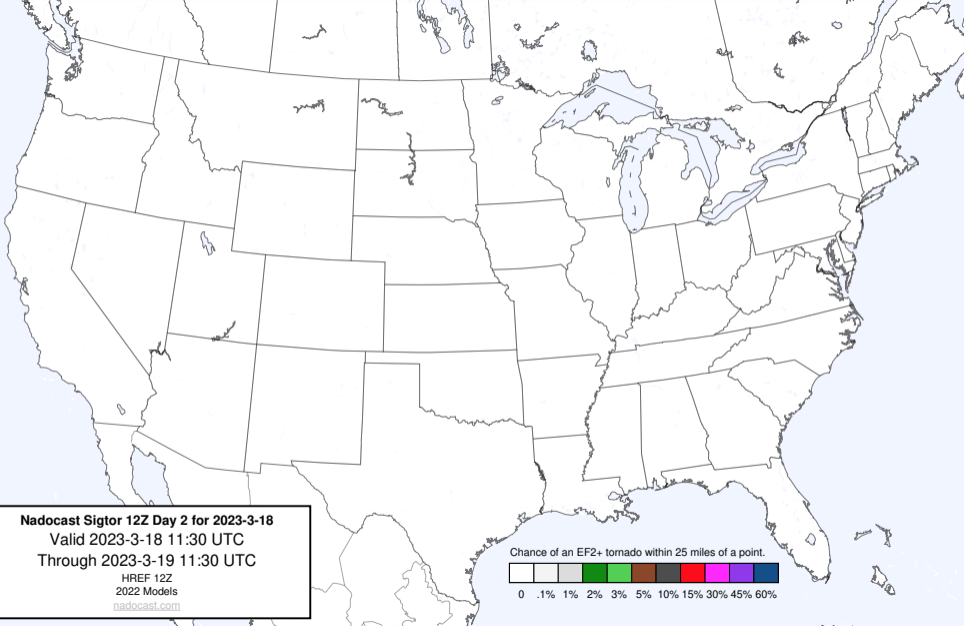 Nadocast Sigtor 12Z Day 2 for 2023-3-18
Valid 2023-3-18 11:30 UTC
Through 2023-3-19 11:30 UTC
HREF 12Z
2022 Models
nadocast.com
Chance of an EF2+ tornado within 25 miles of a point.
0 .1% 1% 2% 3% 5% 10% 15% 30% 45% 60%